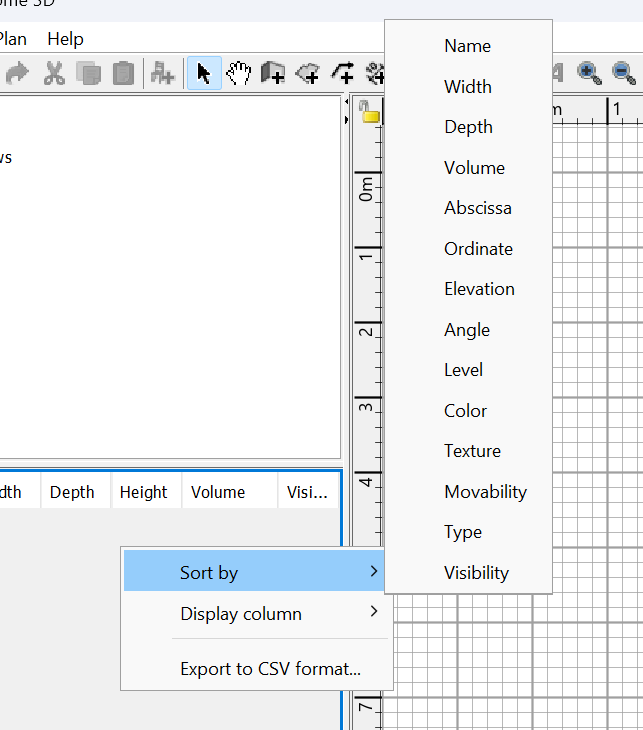 ome 3D
Plan Help
ws
m 1
0m
1
2
3
4
7
dth Depth Height Volume Visi...
Sort by
Display column
Export to CSV format...
Name
Width
Depth
Volume
Abscissa
Ordinate
Elevation
Angle
Level
Color
Texture
Movability
Type
Visibility